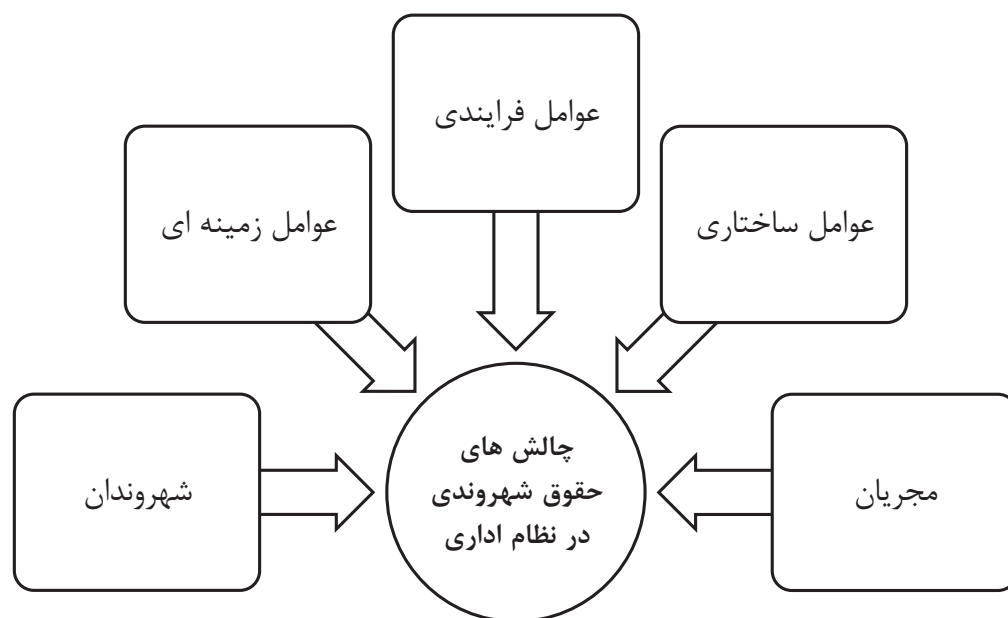 عوامل فرایندی
عوامل زمینه ای
عوامل ساختاری
شهروندان
چالش های
حقوق شهروندی
در نظام اداری
مجریان